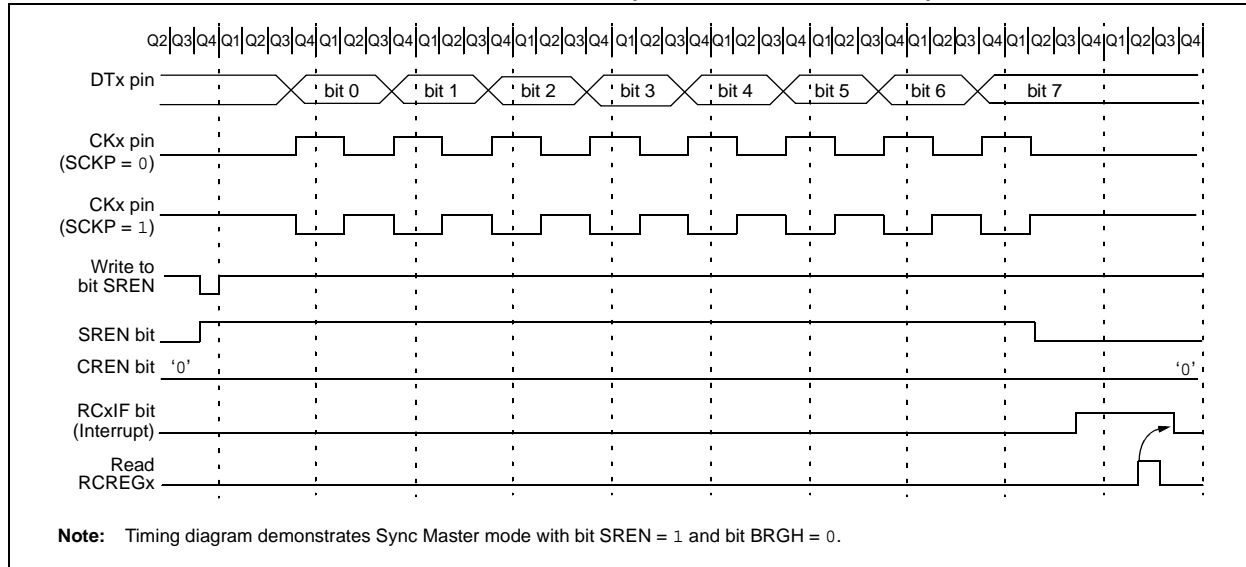 Q2|Q3|Q4|Q1|Q2|Q3|Q4|Q1|Q2|Q3|Q4|Q1|Q2|Q3|Q4|Q1|Q2|Q3|Q4|Q1|Q2|Q3|Q4|Q1|Q2|Q3|Q4|Q1|Q2|Q3|Q4|Q1|Q2|Q3|Q4|Q1|Q2|Q3|Q4|Q1|Q2|Q3|Q4
DTx pin bit 0 bit 1 bit 2 bit 3 bit 4 bit 5 bit 6 bit 7
CKx pin
(SCKP = 0)
CKx pin
(SCKP = 1)
Write to
bit SREN
SREN bit
CREN bit ‘0’ ‘0’
RCxIF bit
(Interrupt)
Read
RCREGx
Note: Timing diagram demonstrates Sync Master mode with bit SREN = 1 and bit BRGH = 0.